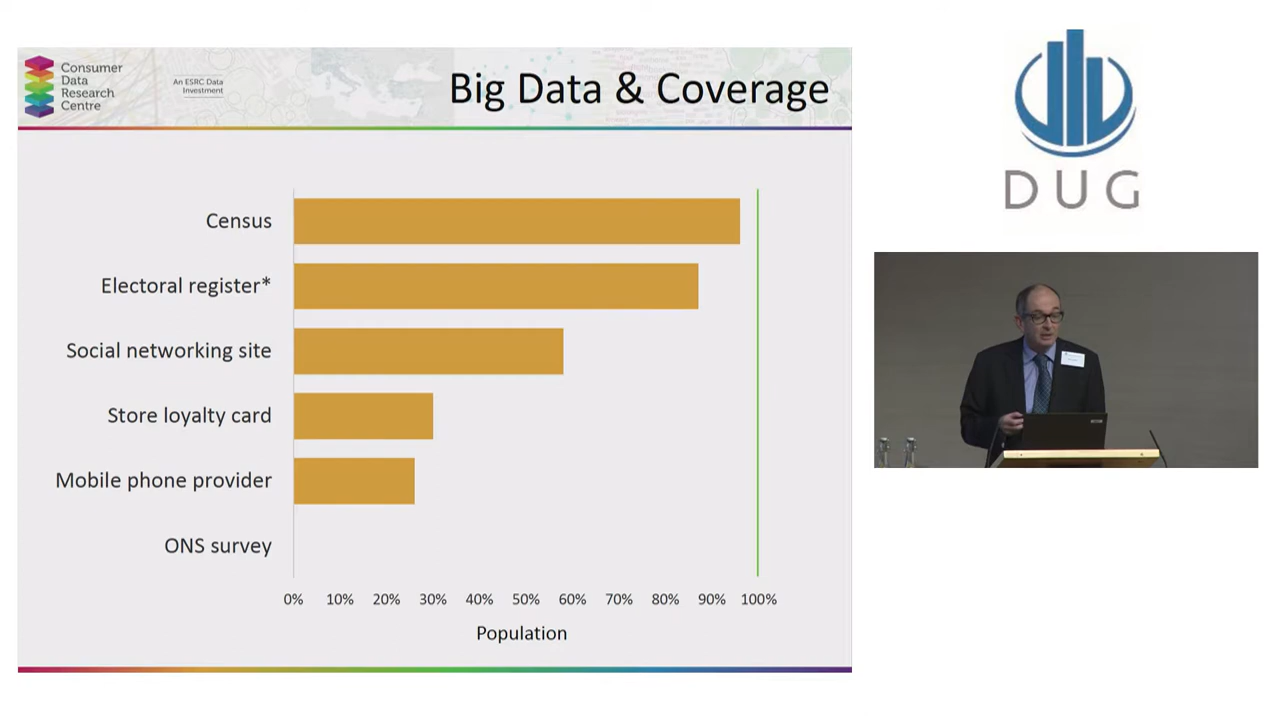 Consumer
Data
Research
Centre
An ESRC Data
Investment
Big Data & Coverage
Census
Electoral register*
Social networking site
Store loyalty card
Mobile phone provider
ONS survey
0% 10% 20% 30% 40% 50% 60% 70% 80% 90% 100%
Population
DUG